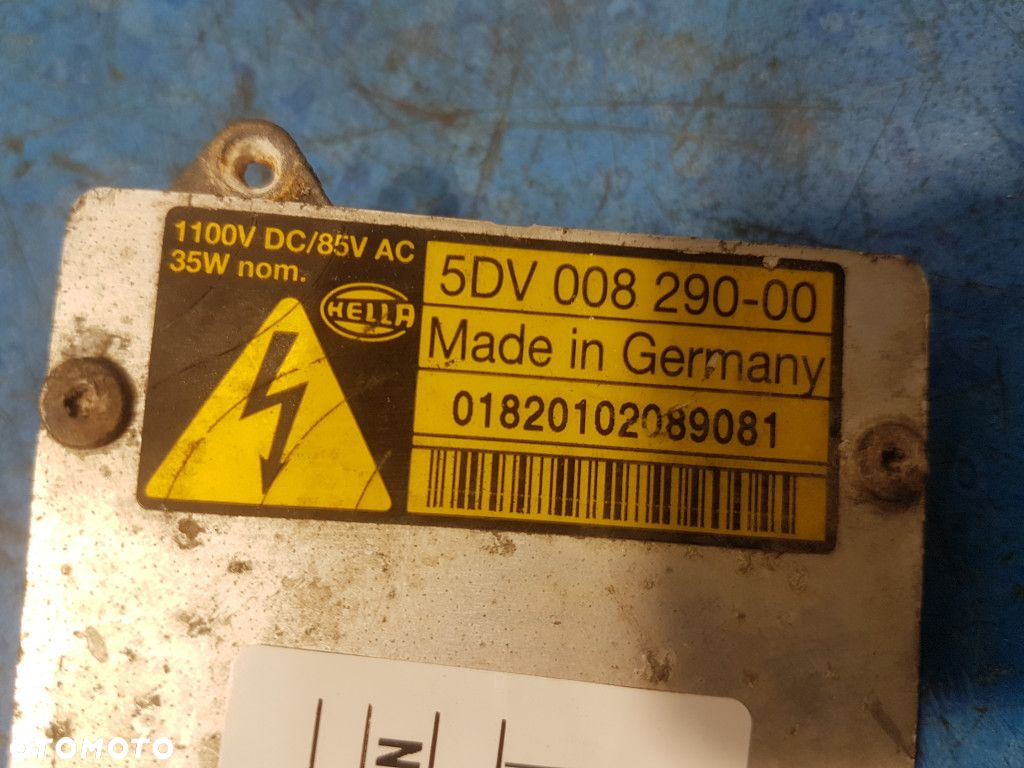 1100V DC/85V AC
35W nom.
HELLA
5DV 008 290-00
Made in Germany
01820102089081
N
OTOMOTO